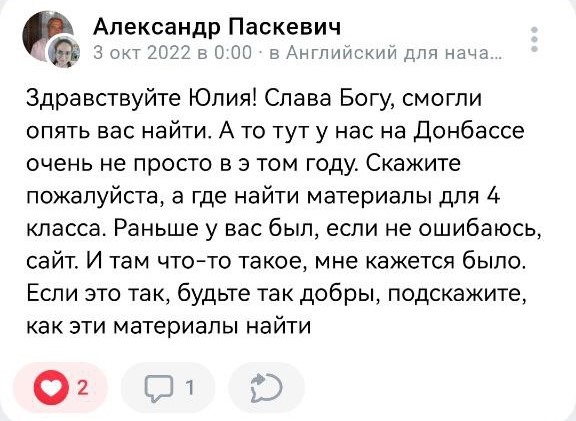 Александр Паскевич
3 окт 2022 в 0:00 · в Английский для нача...
Здравствуйте Юлия! Слава Богу, смогли
опять вас найти. А то тут у нас на Донбассе
очень не просто в э том году. Скажите
пожалуйста, а где найти материалы для 4
класса. Раньше у вас был, если не ошибаюсь,
сайт. И там что-то такое, мне кажется было.
Если это так, будьте так добры, подскажите,
как эти материалы найти
2
1